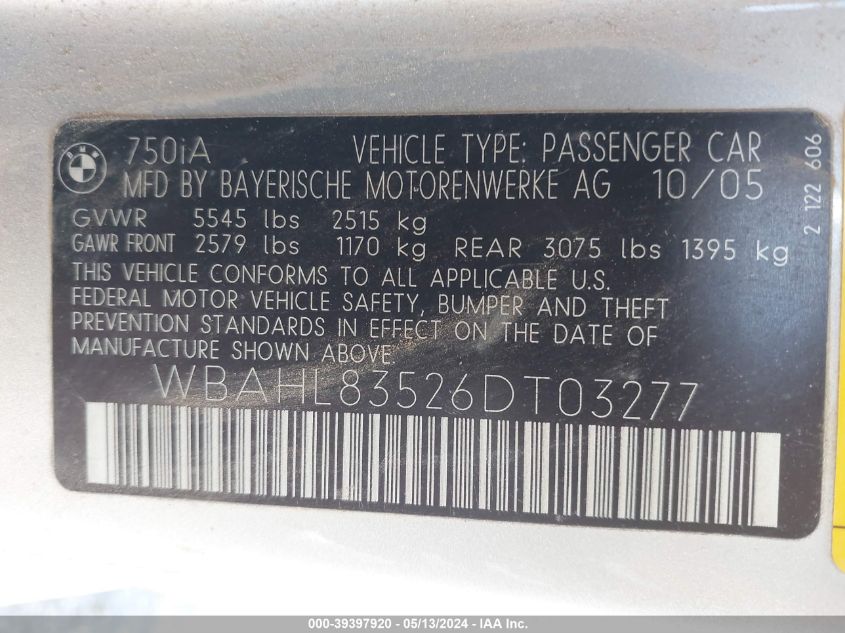 BMW
750iA VEHICLE TYPE: PASSENGER CAR
MFD BY BAYERISCHE MOTORENWERKE AG 10/05
GVWR 5545 lbs 2515 kg
GAWR FRONT 2579 lbs 1170 kg REAR 3075 lbs 1395 kg
THIS VEHICLE CONFORMS TO ALL APPLICABLE U.S.
FEDERAL MOTOR VEHICLE SAFETY, BUMPER AND THEFT
PREVENTION STANDARDS IN EFFECT ON THE DATE OF
MANUFACTURE SHOWN ABOVE.
WBAHL83526DT03277
2 122 606
000-39397920 - 05/13/2024 - IAA Inc.